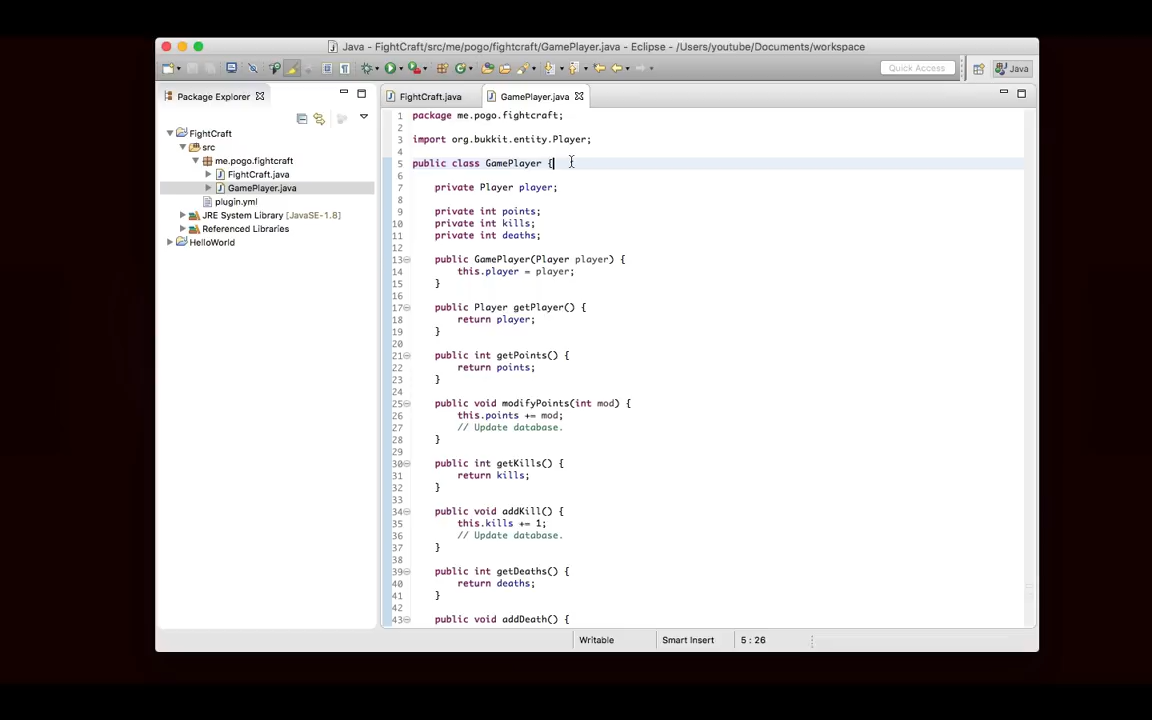 Java - FightCraft/src/me/pogo/fightcraft/GamePlayer.java - Eclipse - /Users/youtube/Documents/workspace
Quick Access
Java
Package Explorer
FightCraft
src
me.pogo.fightcraft
FightCraft.java
GamePlayer.java
plugin.yml
JRE System Library [JavaSE-1.8]
Referenced Libraries
HelloWorld
FightCraft.java
GamePlayer.java
1 package me.pogo.fightcraft;
2
3 import org.bukkit.entity.Player;
4
5 public class GamePlayer {
6
7 private Player player;
8
9 private int points;
10 private int kills;
11 private int deaths;
12
13 public GamePlayer(Player player) {
14 this.player = player;
15 }
16
17 public Player getPlayer() {
18 return player;
19 }
20
21 public int getPoints() {
22 return points;
23 }
24
25 public void modifyPoints(int mod) {
26 this.points += mod;
27 // Update database.
28 }
29
30 public int getKills() {
31 return kills;
32 }
33
34 public void addKill() {
35 this.kills += 1;
36 // Update database.
37 }
38
39 public int getDeaths() {
40 return deaths;
41 }
42
43 public void addDeath() {
Writable
Smart Insert
5 : 26